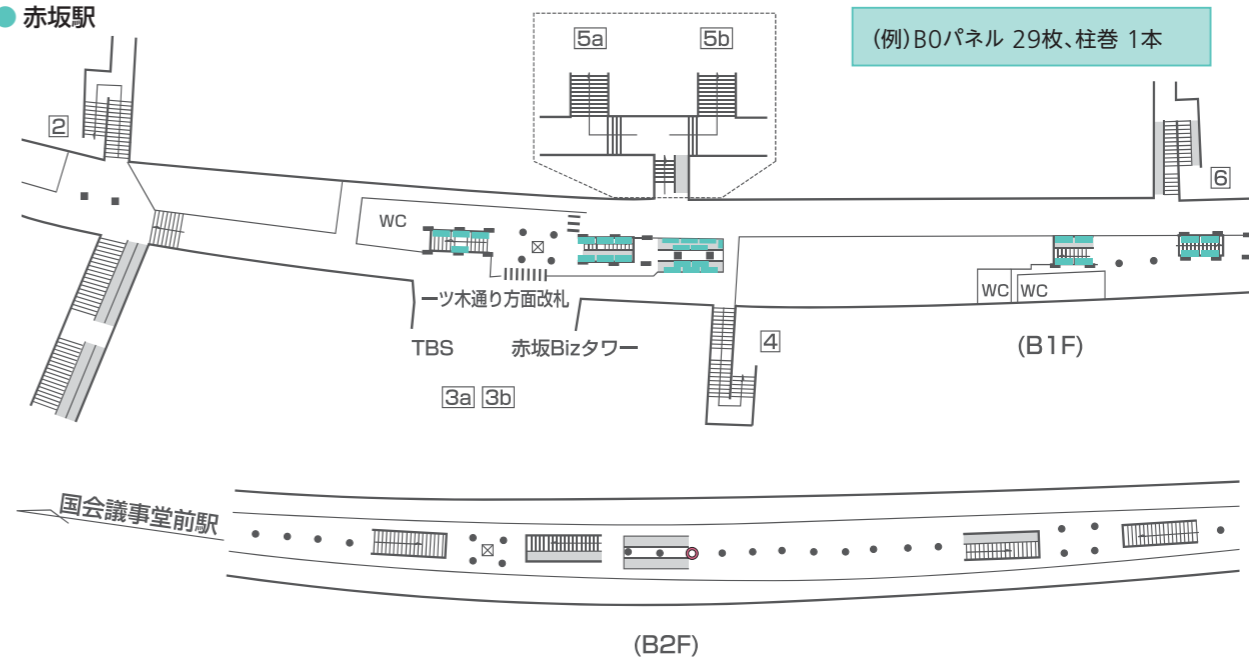 赤坂駅
(例)B0パネル 29枚、柱巻 1本
5a
5b
2
6
WC
一ツ木通り方面改札
WC
WC
TBS
赤坂Bizタワー
4
(B1F)
3a 3b
国会議事堂前駅
(B2F)